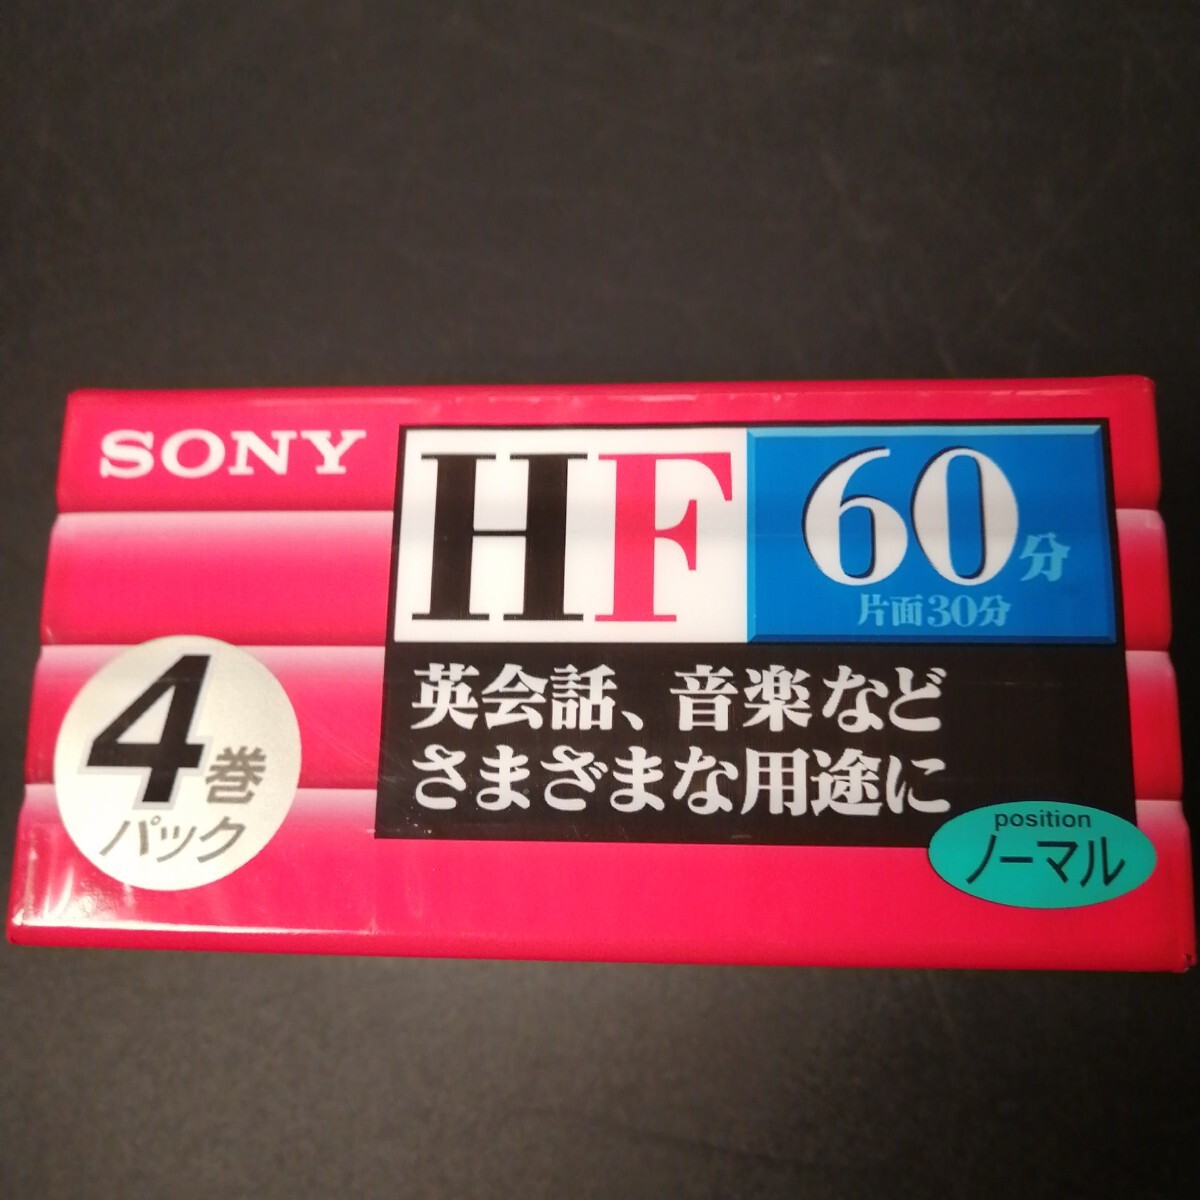 SONY
HF
60分
片面30分
英会話、音楽など
さまざまな用途に
4巻
パック
position
ノーマル